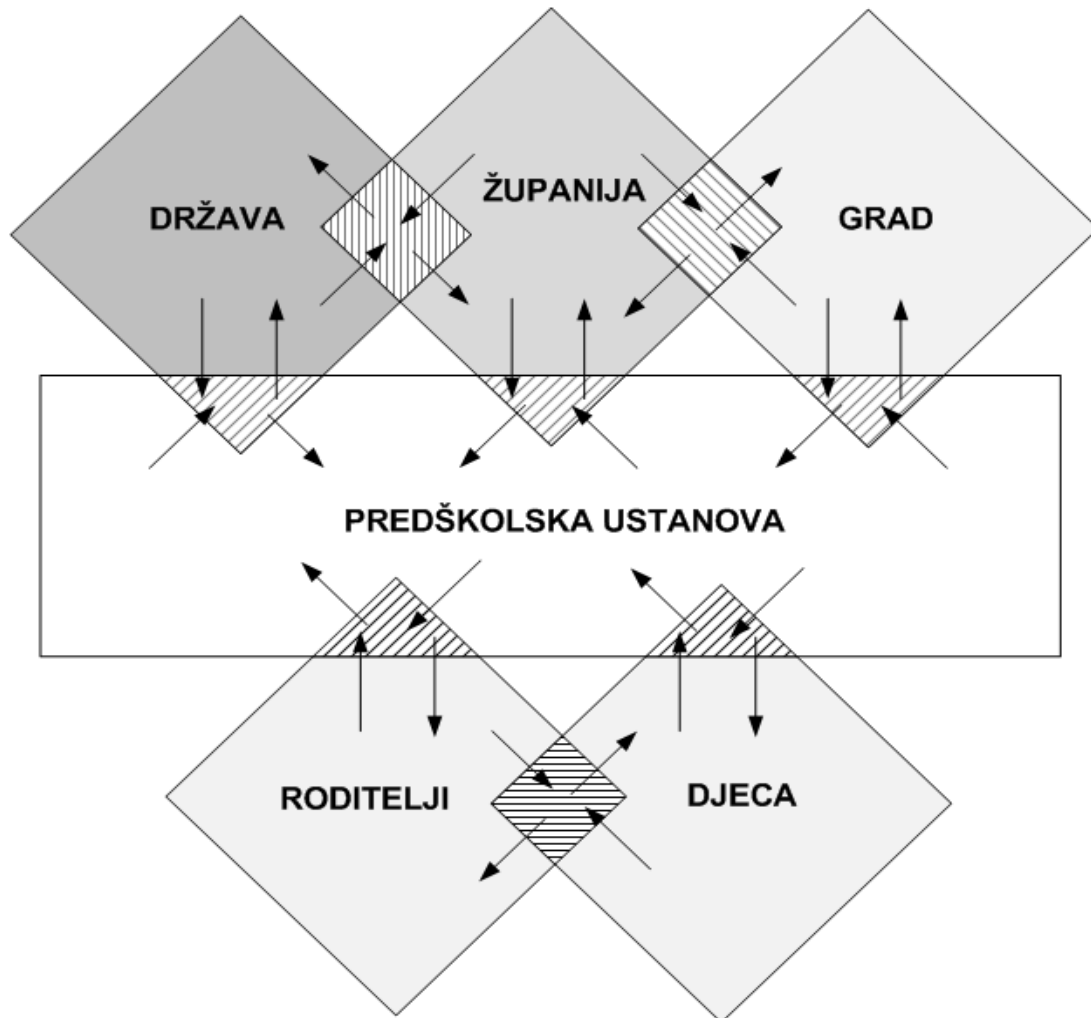 DRŽAVA
ŽUPANIJA
GRAD
PREDŠKOLSKA USTANOVA
RODITELJI
DJECA